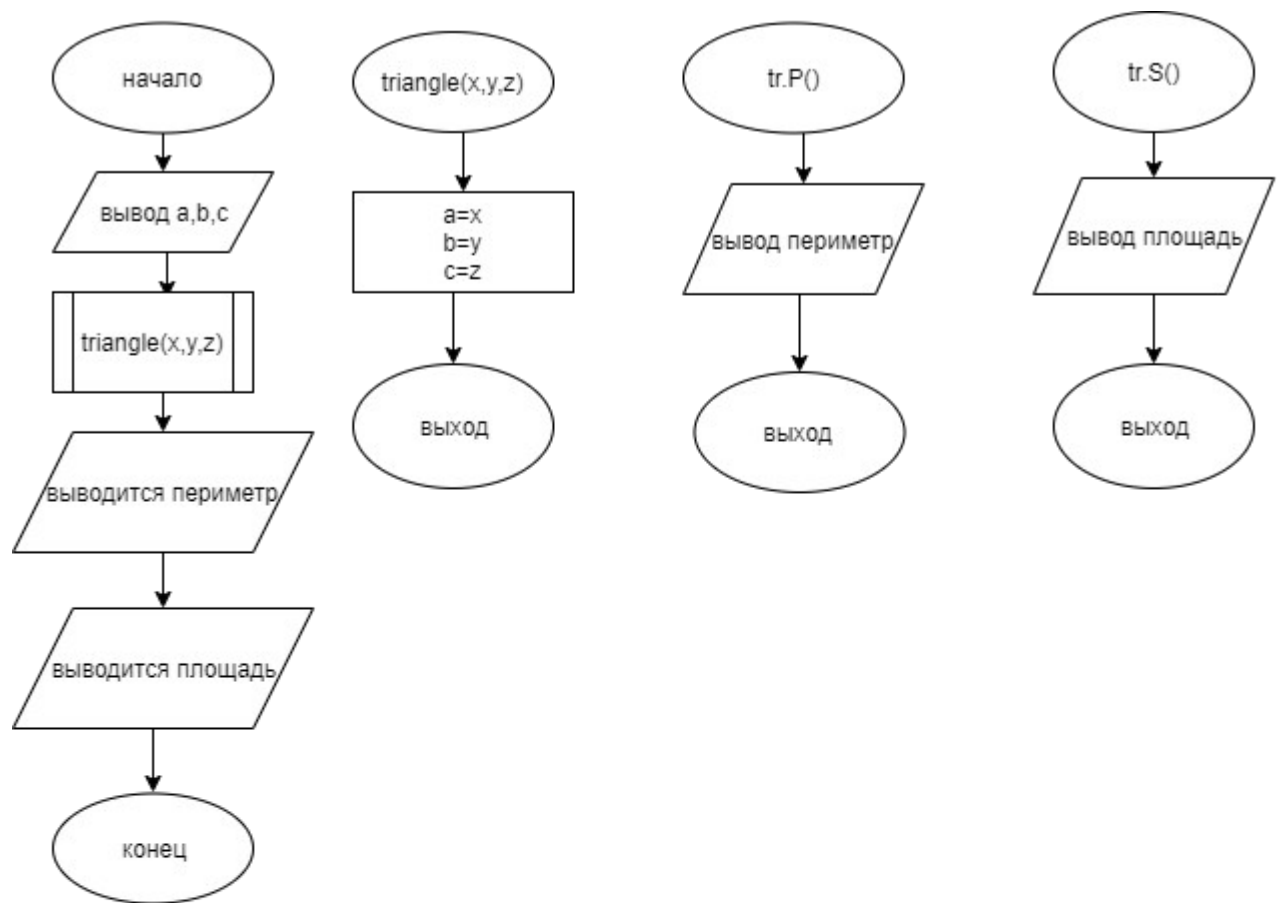 начало
вывод a,b,c
triangle(x,y,z)
выводится периметр
выводится площадь
конец
triangle(x,y,z)
a=x
b=y
c=z
выход
tr.P()
вывод периметр
выход
tr.S()
вывод площадь
выход